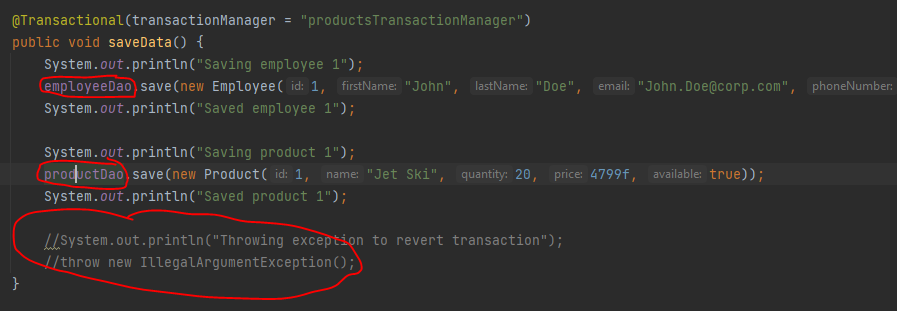 @Transactional(transactionManager = "productsTransactionManager")
public void saveData() {
System.out.println("Saving employee 1");
employeeDao.save(new Employee( id: 1, firstName: "John", lastName: "Doe", email: "John.Doe@corp.com", phoneNumber:
System.out.println("Saved employee 1");
System.out.println("Saving product 1");
productDao.save(new Product( id: 1, name: "Jet Ski", quantity: 20, price: 4799f, available: true));
System.out.println("Saved product 1");
//System.out.println("Throwing exception to revert transaction");
//throw new IllegalArgumentException();
}